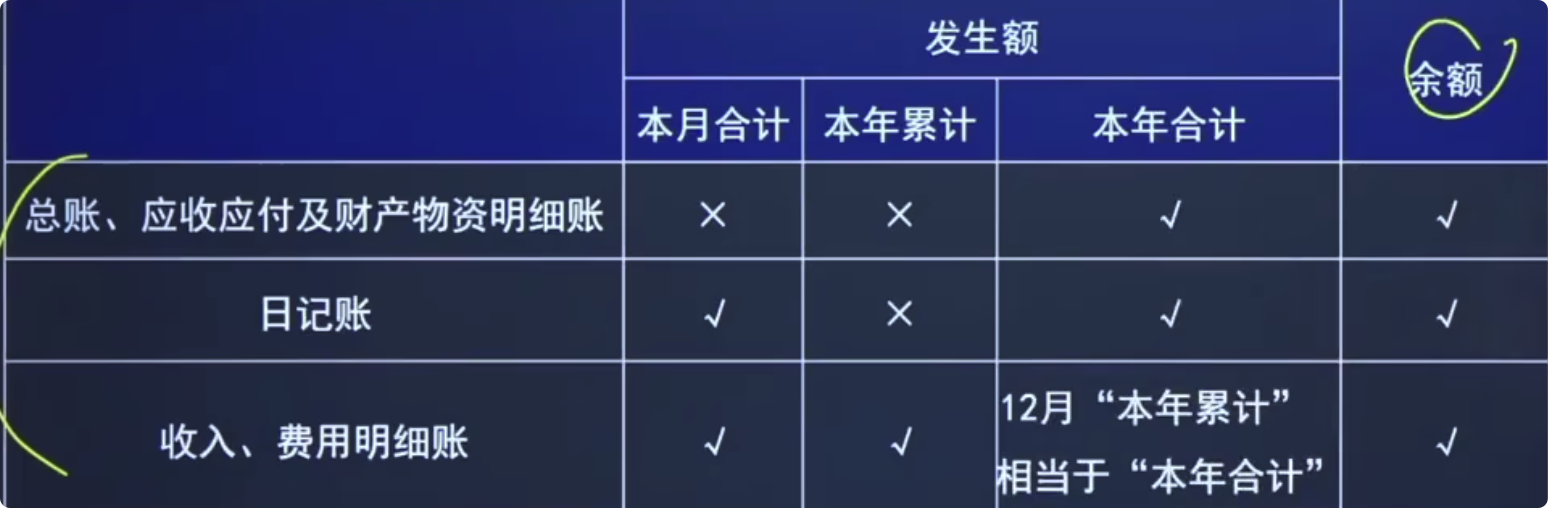 发生额
余额
本月合计 本年累计 本年合计
总账、应收应付及财产物资明细账 × × √ √
日记账 √ × √ √
收入、费用明细账 √ √ 12月“本年累计” √
相当于“本年合计”